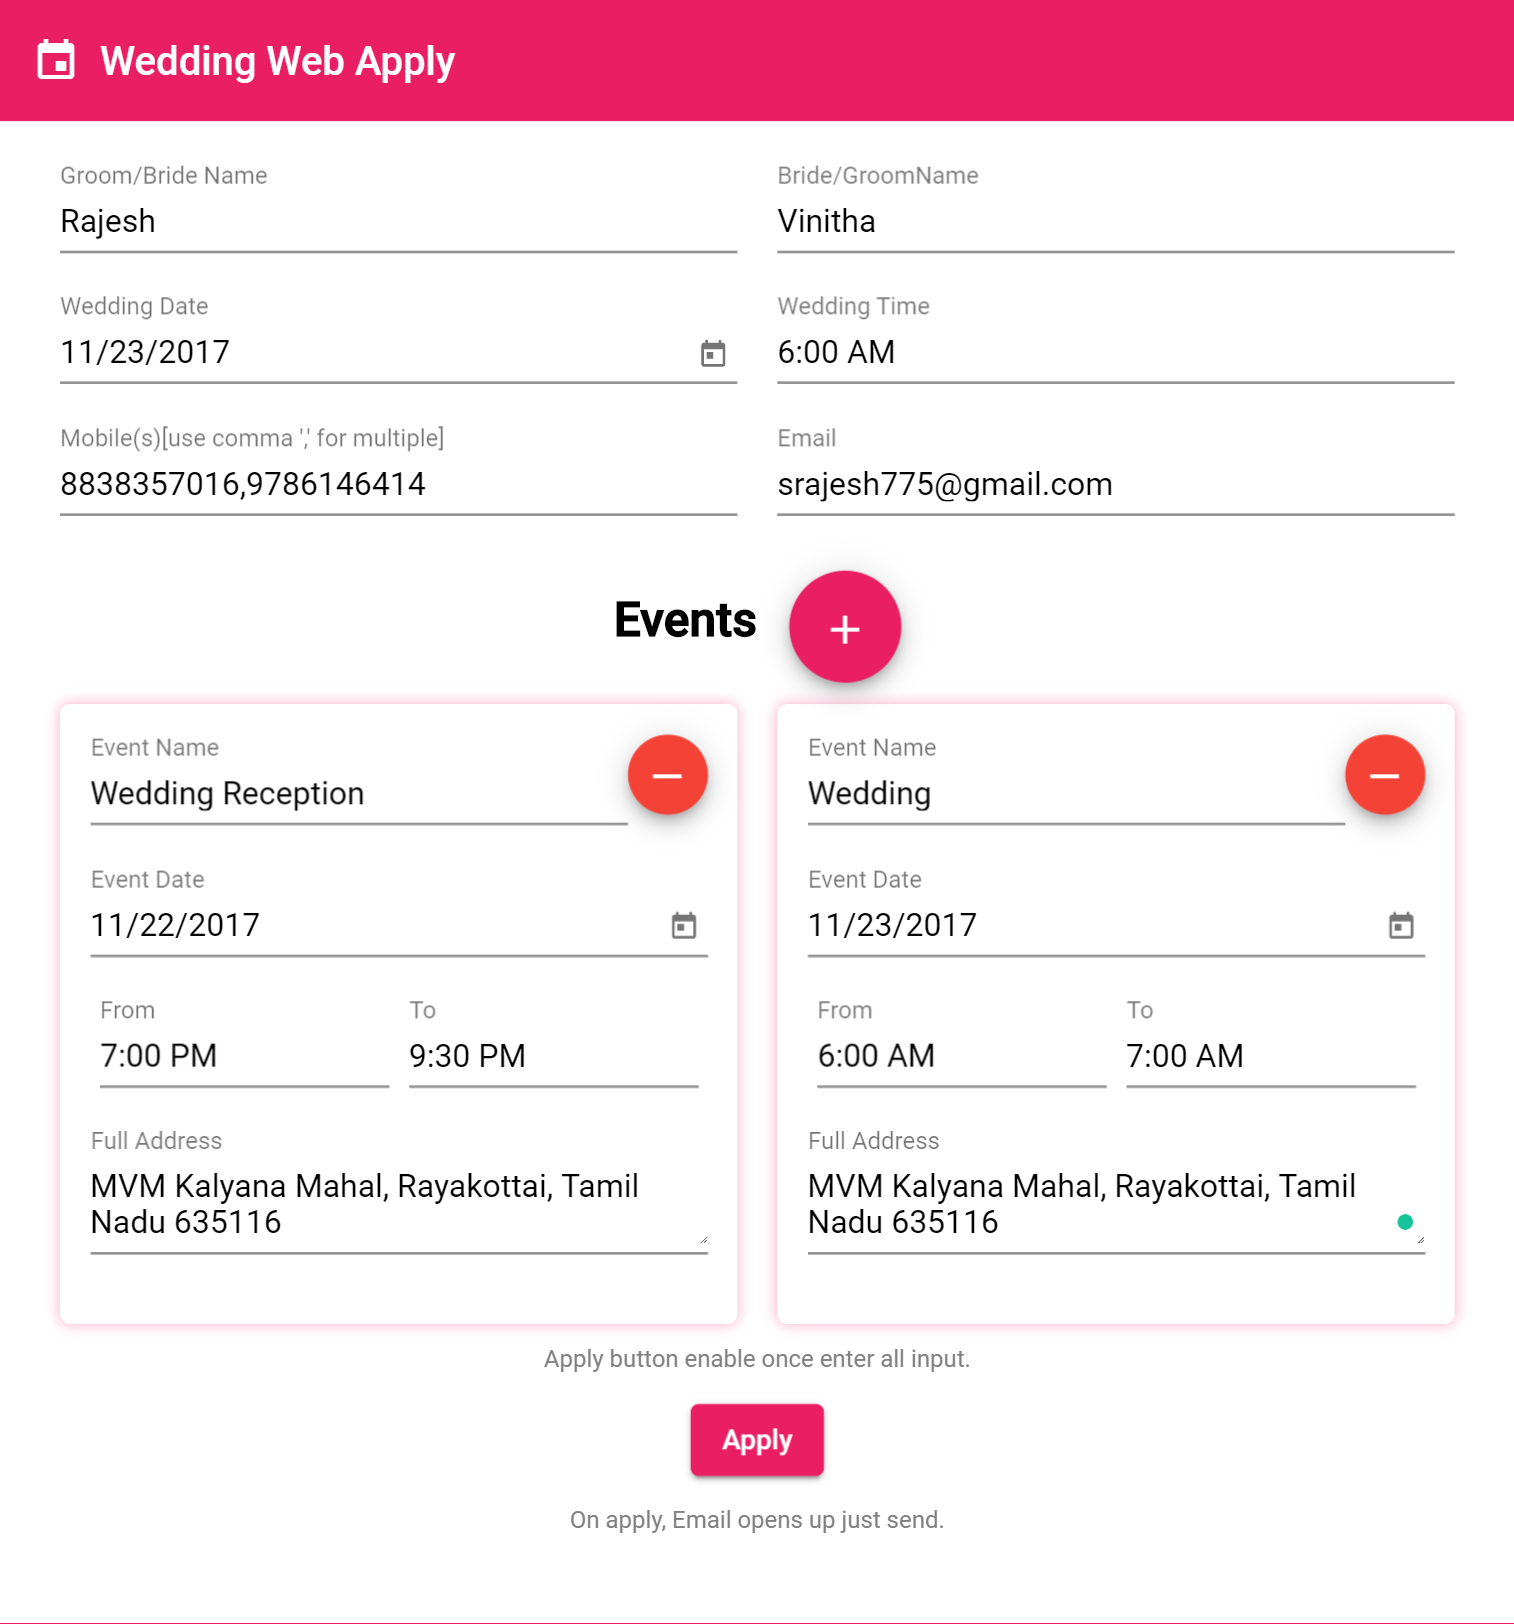 Wedding Web Apply
Groom/Bride Name
Rajesh
Bride/GroomName
Vinitha
Wedding Date
11/23/2017
Wedding Time
6:00 AM
Mobile(s)[use comma ',' for multiple]
8838357016,9786146414
Email
srajesh775@gmail.com
Events
Event Name
Wedding Reception
Event Date
11/22/2017
From
7:00 PM
To
9:30 PM
Full Address
MVM Kalyana Mahal, Rayakottai, Tamil
Nadu 635116
Event Name
Wedding
Event Date
11/23/2017
From
6:00 AM
To
7:00 AM
Full Address
MVM Kalyana Mahal, Rayakottai, Tamil
Nadu 635116
Apply button enable once enter all input.
Apply
On apply, Email opens up just send.